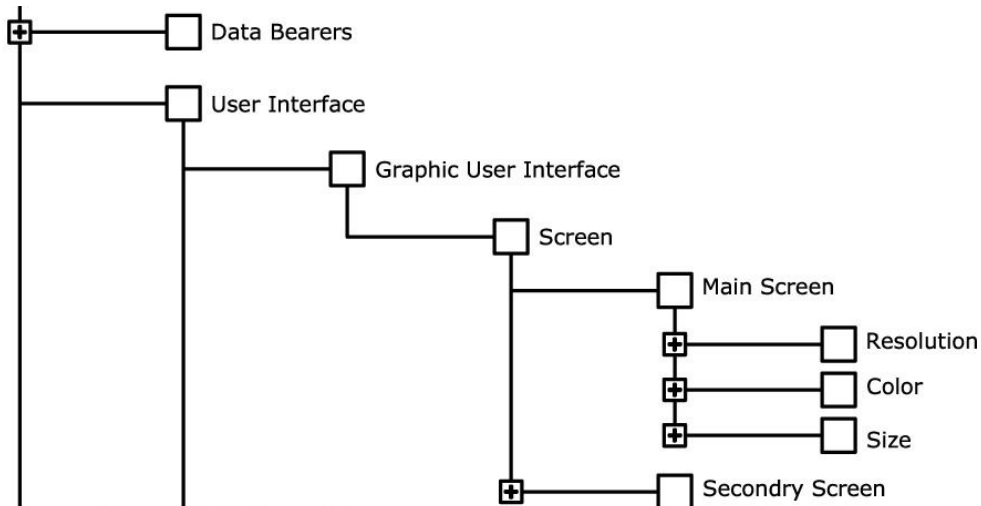 Data Bearers
User Interface
Graphic User Interface
Screen
Main Screen
Resolution
Color
Size
Secondry Screen